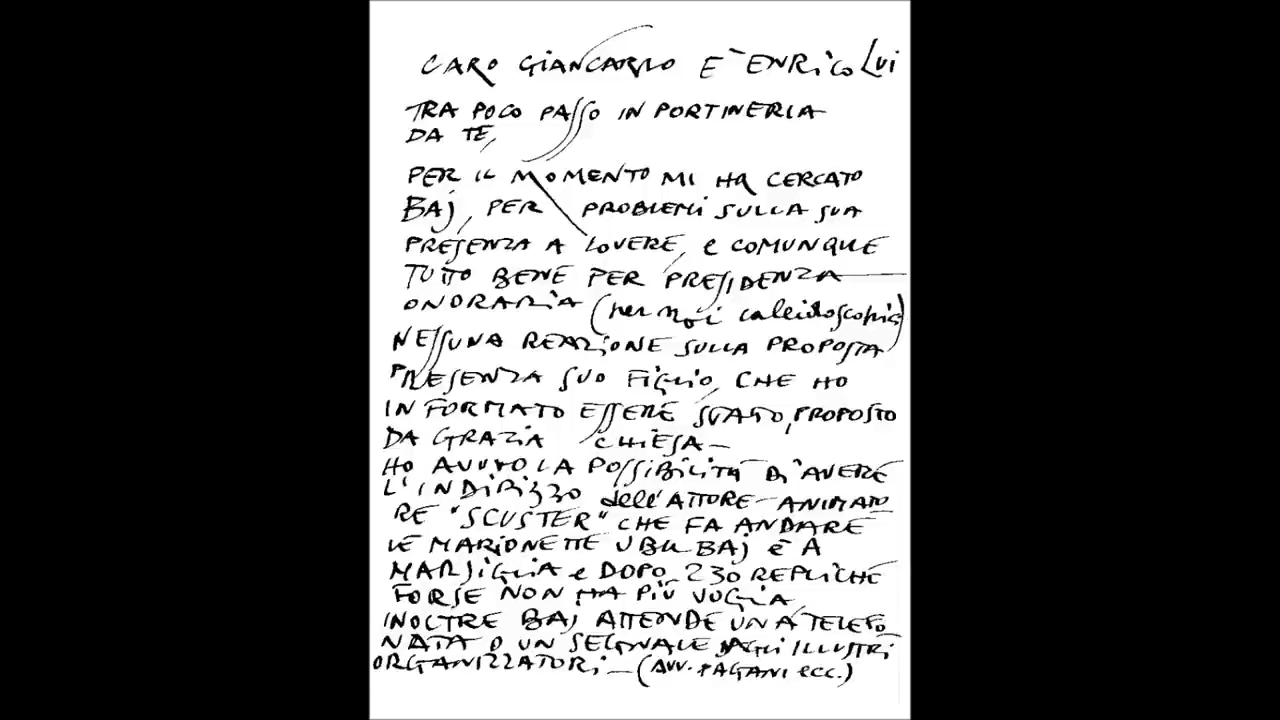 CARO GIANCARLO E' ENRICO LUI
TRA POCO PASSO IN PORTINERIA
DA TE,
PER IL MOMENTO MI HA CERCATO
BAJ, PER PROBLEMI SULLA SUA
PRESENZA A LOVERE, e COMUNQUE
TUTTO BENE PER PRESIDENZA
ONORARIA (per noi caleidoscopio)
NESSUNA REAZIONE SULLA PROPOSTA
PRESENZA SUO FIGLIO, CHE HO
INFORMATO ESSERE STATO, PROPOSTO
DA GRAZIA CHIESA -
HO AVUTO LA POSSIBILITÀ DI AVERE
L'INDIRIZZO dell'ATTORE - ANIMATO
RE "SCUSTER" CHE FA ANDARE
LE MARIONETTE UBU BAJ È A
MARSIGLIA e DOPO 230 REPLICHE
FORSE NON HA PIÙ VOGLIA,
INOLTRE BAJ ATTENDE UNA TELEFO
NATA O UN SEGNALE DAGLI ILLUSTRI
ORGANIZZATORI - (AVV. PAGANI ecc.)